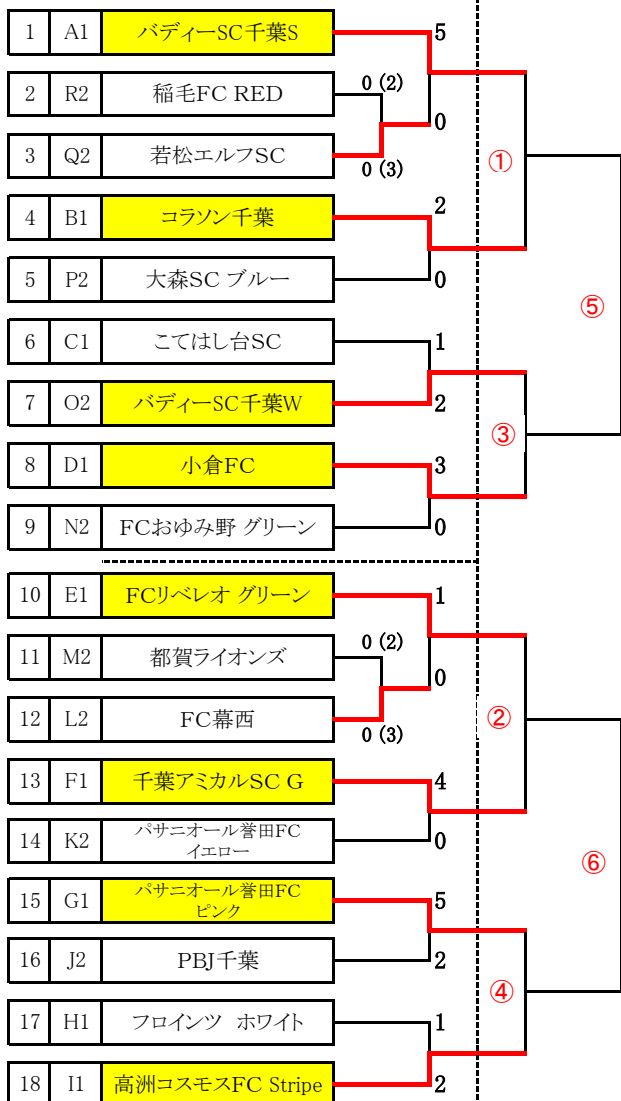 1 A1 バディーSC千葉S 5
2 R2 稲毛FC RED 0 (2)
0
3 Q2 若松エルフSC 0 (3)
①
4 B1 コラソン千葉 2
5 P2 大森SC ブルー 0
⑤
6 C1 こてはし台SC 1
7 O2 バディーSC千葉W 2
③
8 D1 小倉FC 3
9 N2 FCおゆみ野 グリーン 0
10 E1 FCリベレオ グリーン 1
11 M2 都賀ライオンズ 0 (2)
0
12 L2 FC幕西 0 (3)
②
13 F1 千葉アミカルSC G 4
14 K2 パサニオール誉田FC
イエロー 0
⑥
15 G1 パサニオール誉田FC
ピンク 5
16 J2 PBJ千葉 2
④
17 H1 フロインツ ホワイト 1
18 I1 高洲コスモスFC Stripe 2